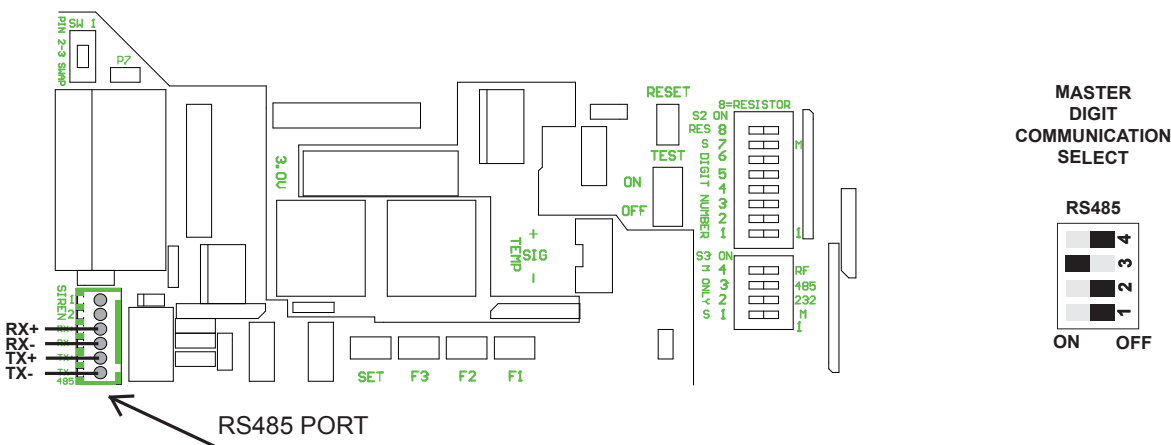 SW 1
PIN 2-3 SWAP
P7
3.0V
RESET
TEST
ON
OFF
8=RESISTOR
S2 ON
RES 8
S 7 M
DIGIT NUMBER
6
5
4
3
2
1 I
S3 ON
M ONLY
4 RF
3 485
2 232
S 1 M
I
TEMP
+
SIG
-
SIREN
1
2
RX+
RX-
TX+
TX-
485
SET F3 F2 F1
RS485 PORT
MASTER
DIGIT
COMMUNICATION
SELECT
RS485
4
3
2
1
ON OFF